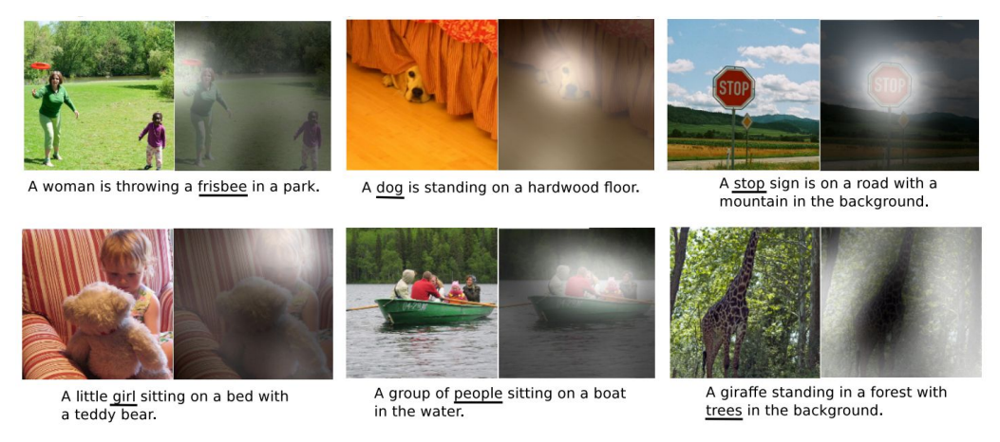 STOP
A woman is throwing a frisbee in a park.
A dog is standing on a hardwood floor.
A stop sign is on a road with a
mountain in the background.
A little girl sitting on a bed with
a teddy bear.
A group of people sitting on a boat
in the water.
A giraffe standing in a forest with
trees in the background.